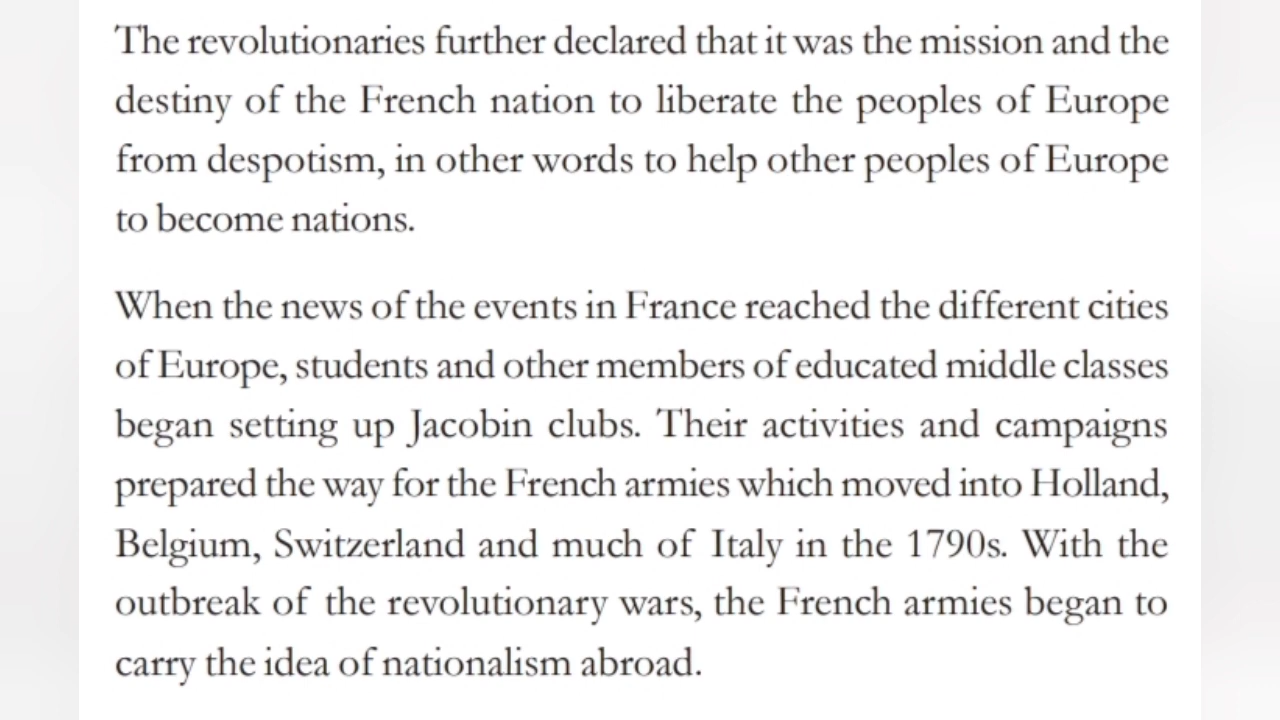 The revolutionaries further declared that it was the mission and the
destiny of the French nation to liberate the peoples of Europe
from despotism, in other words to help other peoples of Europe
to become nations.
When the news of the events in France reached the different cities
of Europe, students and other members of educated middle classes
began setting up Jacobin clubs. Their activities and campaigns
prepared the way for the French armies which moved into Holland,
Belgium, Switzerland and much of Italy in the 1790s. With the
outbreak of the revolutionary wars, the French armies began to
carry the idea of nationalism abroad.